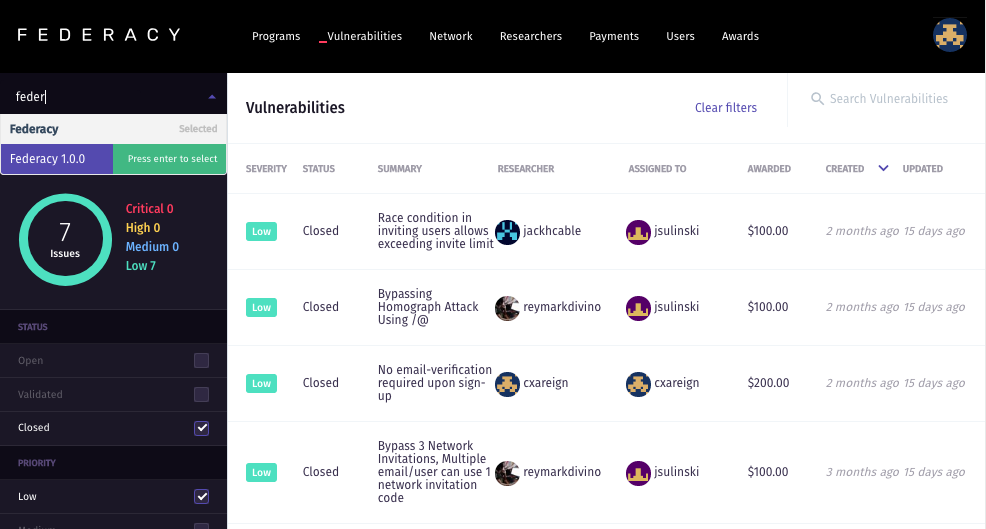 FEDERACY
Programs
Vulnerabilities
Network
Researchers
Payments
Users
Awards
feder
Federacy Selected
Federacy 1.0.0 Press enter to select
7
Issues
Critical 0
High 0
Medium 0
Low 7
STATUS
Open
Validated
Closed
PRIORITY
Low
Medium
Vulnerabilities
Clear filters
Search Vulnerabilities
SEVERITY STATUS SUMMARY RESEARCHER ASSIGNED TO AWARDED CREATED UPDATED
Low
Closed
Race condition in
inviting users allows
exceeding invite limit
jackhcable
jsulinski
$100.00
2 months ago
15 days ago
Low
Closed
Bypassing
Homograph Attack
Using /@
reymarkdivino
jsulinski
$100.00
2 months ago
15 days ago
Low
Closed
No email-verification
required upon sign-
up
cxareign
cxareign
$200.00
2 months ago
15 days ago
Low
Closed
Bypass 3 Network
Invitations, Multiple
email/user can use 1
network invitation
code
reymarkdivino
jsulinski
$100.00
3 months ago
15 days ago